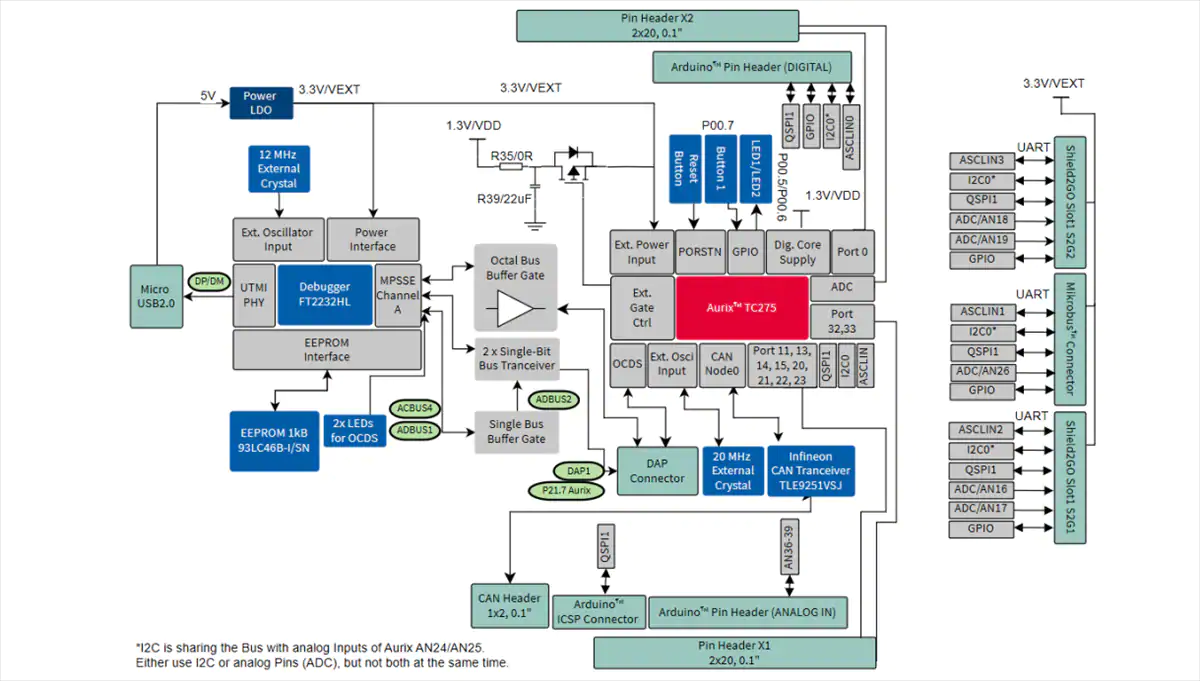 Pin Header X2
2x20, 0.1"
Arduino™ Pin Header (DIGITAL)
QSPI1
GPIO
I2C0*
ASCLIN0
5V
Power
LDO
3.3V/VEXT
3.3V/VEXT
3.3V/VEXT
12 MHz
External
Crystal
1.3V/VDD
R35/0R
R39/22uF
P00.7
Reset
Button
Button 1
LED1/LED2
P00.5/P00.6
1.3V/VDD
Ext. Oscillator
Input
Power
Interface
Micro
USB2.0
DP/DM
UTMI
PHY
Debugger
FT2232HL
MPSSE
Channel
A
EEPROM
Interface
EEPROM 1kB
93LC46B-I/SN
2x LEDs
for OCDS
ACBUS4
ADBUS1
Octal Bus
Buffer Gate
2 x Single-Bit
Bus Tranceiver
ADBUS2
Single Bus
Buffer Gate
DAP1
P21.7 Aurix
Ext. Power
Input
PORSTN
GPIO
Dig. Core
Supply
Port 0
Ext.
Gate
Ctrl
Aurix™ TC275
ADC
Port
32,33
OCDS
Ext. Osci
Input
CAN
Node0
Port 11, 13,
14, 15, 20,
21, 22, 23
QSPI1
I2C0
ASCLIN
DAP
Connector
20 MHz
External
Crystal
Infineon
CAN Tranceiver
TLE9251VSJ
QSPI1
AN36-39
CAN Header
1x2, 0.1"
Arduino™
ICSP Connector
Arduino™ Pin Header (ANALOG IN)
Pin Header X1
2x20, 0.1"
UART
ASCLIN3
I2C0*
QSPI1
ADC/AN18
ADC/AN19
GPIO
Shield2GO Slot1 S2G2
UART
ASCLIN1
I2C0*
QSPI1
ADC/AN26
GPIO
Mikrobus™ Connector
UART
ASCLIN2
I2C0*
QSPI1
ADC/AN16
ADC/AN17
GPIO
Shield2GO Slot1 S2G1
*I2C is sharing the Bus with analog Inputs of Aurix AN24/AN25.
Either use I2C or analog Pins (ADC), but not both at the same time.